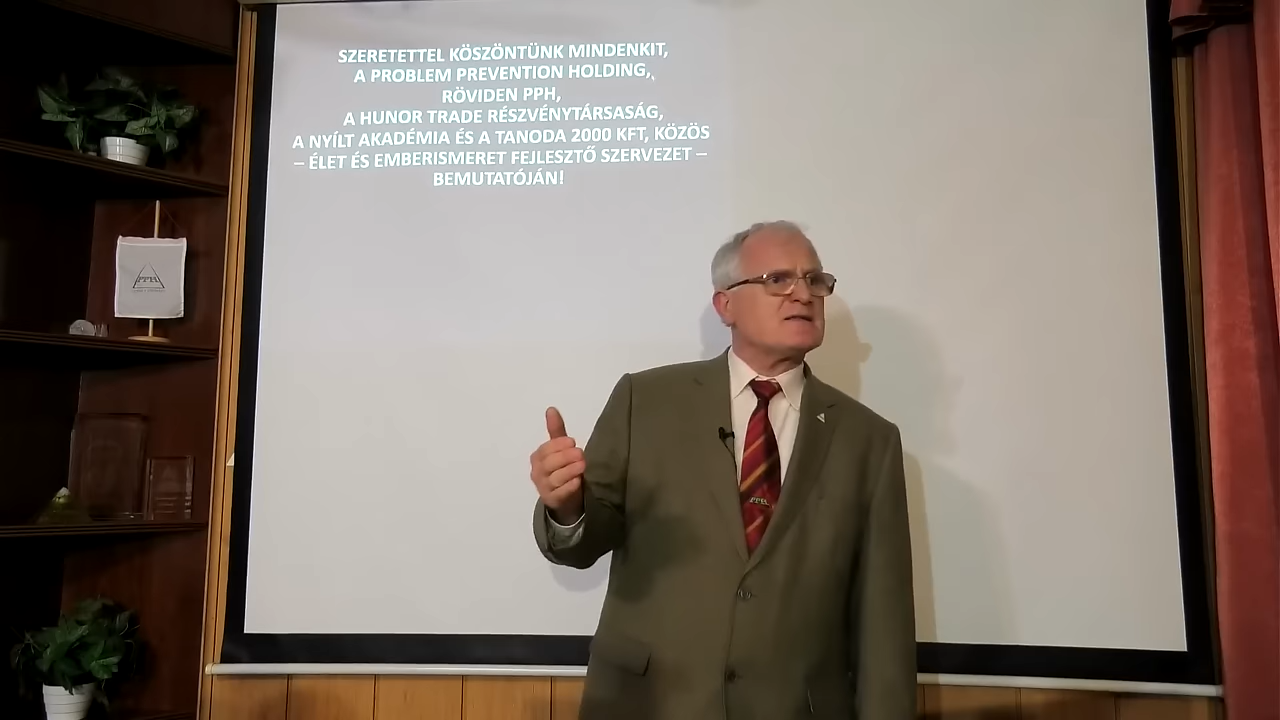 SZERETETTEL KÖSZÖNTÜNK MINDENKIT,
A PROBLEM PREVENTION HOLDING,
RÖVIDEN PPH,
A HUNOR TRADE RÉSZVÉNYTÁRSASÁG,
A NYÍLT AKADÉMIA ÉS A TANODA 2000 KFT, KÖZÖS
– ÉLET ÉS EMBERISMERET FEJLESZTŐ SZERVEZET –
BEMUTATÓJÁN!